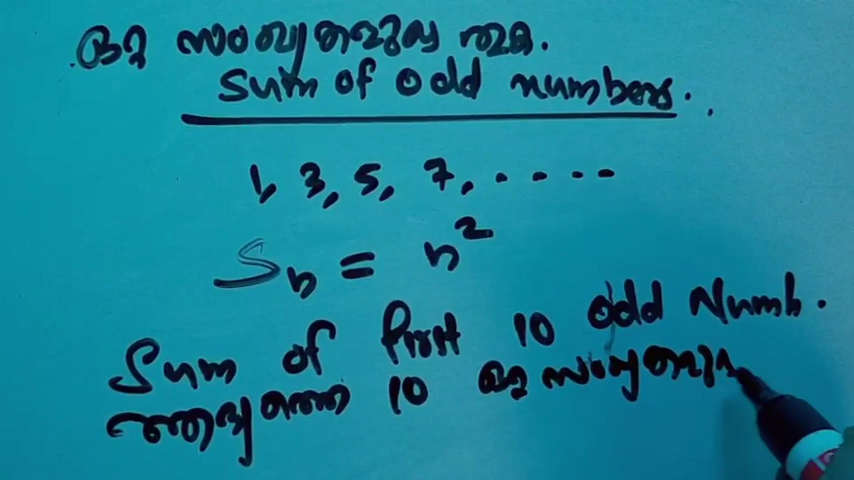 ഒറ്റ സംഖ്യകളുടെ തുക.
Sum of odd numbers.
1, 3, 5, 7, .....
Sn = n²
Sum of first 10 odd Numb.
ആദ്യത്തെ 10 ഒറ്റ സംഖ്യകളുടെ